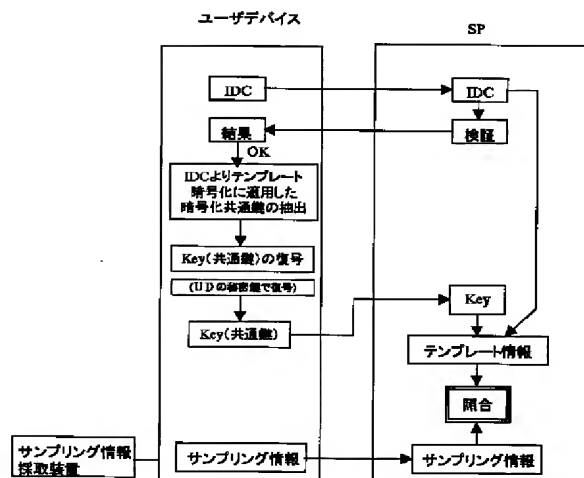 ユーザデバイス
SP
IDC
IDC
結果
検証
OK
IDCよりテンプレート
暗号化に適用した
暗号化共通鍵の抽出
Key(共通鍵)の復号
(UDの秘密鍵で復号)
Key
Key(共通鍵)
テンプレート情報
照合
サンプリング情報
採取装置
サンプリング情報
サンプリング情報